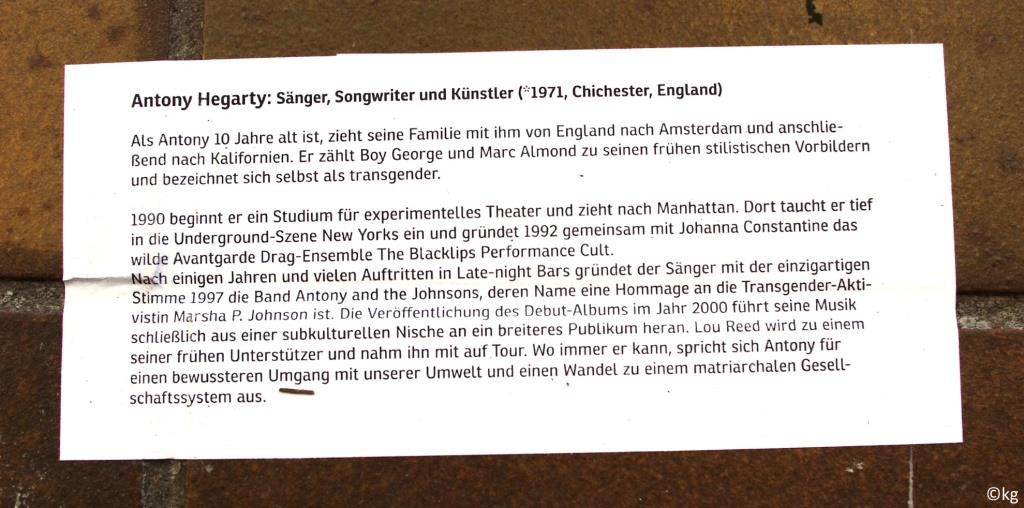 Antony Hegarty: Sänger, Songwriter und Künstler (*1971, Chichester, England)
Als Antony 10 Jahre alt ist, zieht seine Familie mit ihm von England nach Amsterdam und anschlie-
ßend nach Kalifornien. Er zählt Boy George und Marc Almond zu seinen frühen stilistischen Vorbildern
und bezeichnet sich selbst als transgender.
1990 beginnt er ein Studium für experimentelles Theater und zieht nach Manhattan. Dort taucht er tief
in die Underground-Szene New Yorks ein und gründet 1992 gemeinsam mit Johanna Constantine das
wilde Avantgarde Drag-Ensemble The Blacklips Performance Cult.
Nach einigen Jahren und vielen Auftritten in Late-night Bars gründet der Sänger mit der einzigartigen
Stimme 1997 die Band Antony and the Johnsons, deren Name eine Hommage an die Transgender-Akti-
vistin Marsha P. Johnson ist. Die Veröffentlichung des Debut-Albums im Jahr 2000 führt seine Musik
schließlich aus einer subkulturellen Nische an ein breiteres Publikum heran. Lou Reed wird zu einem
seiner frühen Unterstützer und nahm ihn mit auf Tour. Wo immer er kann, spricht sich Antony für
einen bewussteren Umgang mit unserer Umwelt und einen Wandel zu einem matriarchalen Gesell-
schaftssystem aus.
©kg